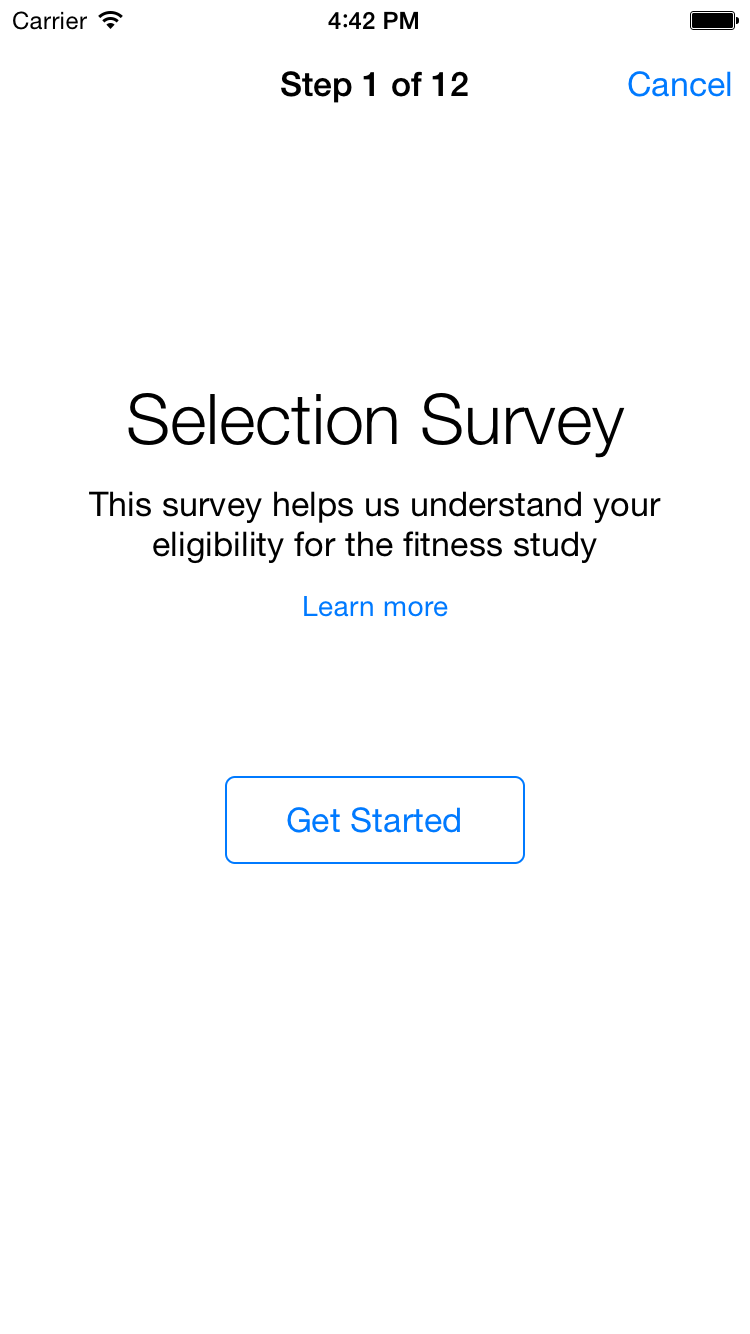 Carrier 4:42 PM
Step 1 of 12 Cancel
Selection Survey
This survey helps us understand your
eligibility for the fitness study
Learn more
Get Started